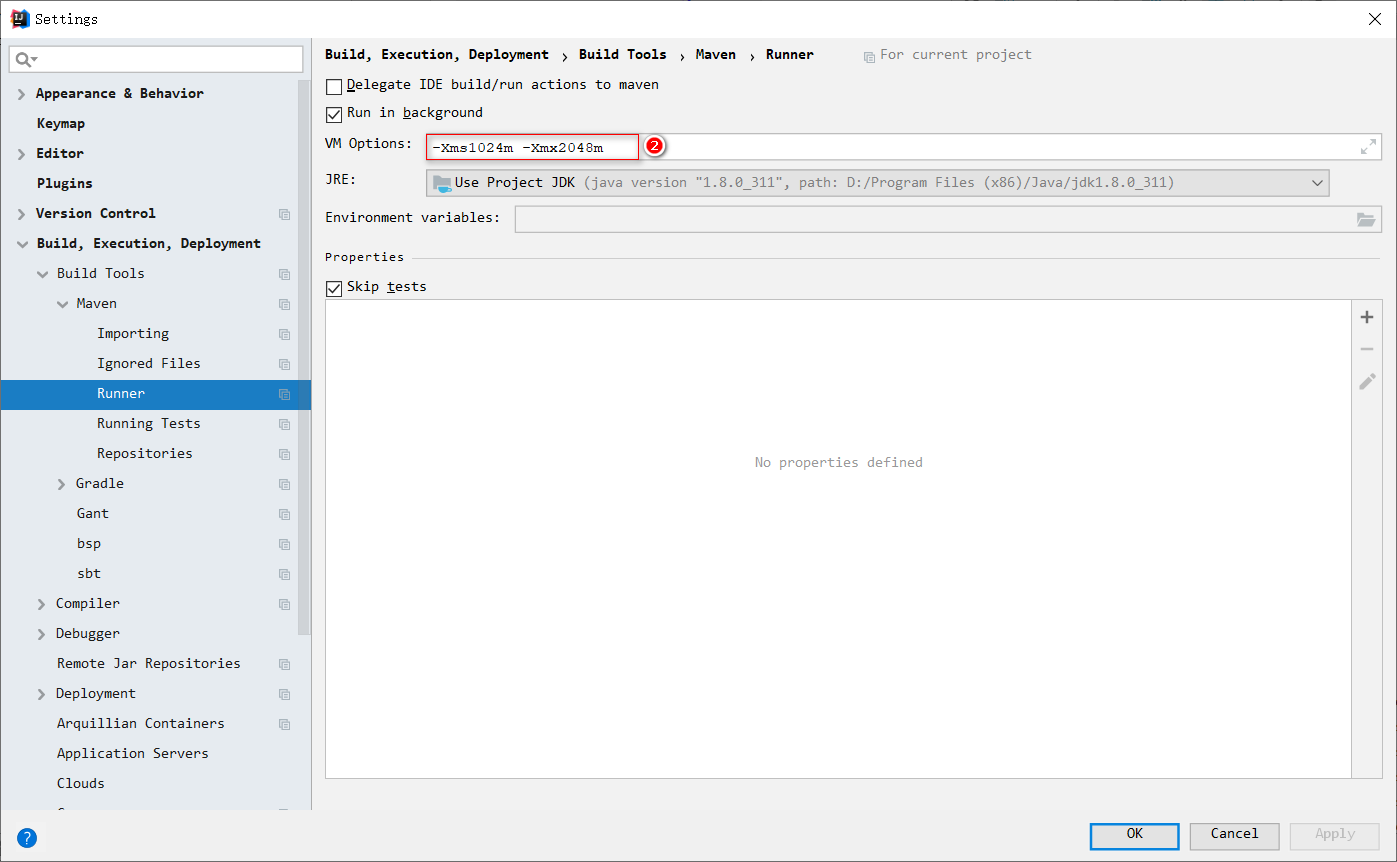 Settings
Appearance & Behavior
Keymap
Editor
Plugins
Version Control
Build, Execution, Deployment
Build Tools
Maven
Importing
Ignored Files
Runner
Running Tests
Repositories
Gradle
Gant
bsp
sbt
Compiler
Debugger
Remote Jar Repositories
Deployment
Arquillian Containers
Application Servers
Clouds
Build, Execution, Deployment › Build Tools › Maven › Runner For current project
Delegate IDE build/run actions to maven
Run in background
VM Options: -Xms1024m -Xmx2048m 2
JRE: Use Project JDK (java version "1.8.0_311", path: D:/Program Files (x86)/Java/jdk1.8.0_311)
Environment variables:
Properties
Skip tests
No properties defined
? OK Cancel Apply